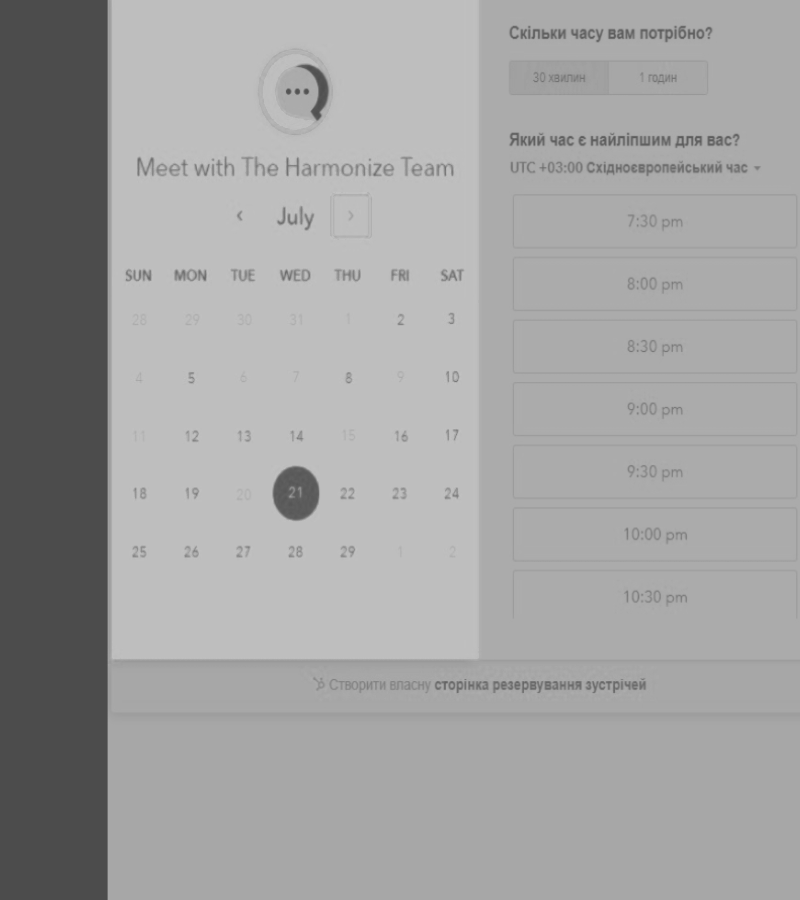 Meet with The Harmonize Team
‹ July ›
SUN MON TUE WED THU FRI SAT
28 29 30 31 1 2 3
4 5 6 7 8 9 10
11 12 13 14 15 16 17
18 19 20 21 22 23 24
25 26 27 28 29 1 2
Скільки часу вам потрібно?
30 хвилин 1 годин
Який час є найліпшим для вас?
UTC +03:00 Східноєвропейський час
7:30 pm
8:00 pm
8:30 pm
9:00 pm
9:30 pm
10:00 pm
10:30 pm
Створити власну сторінка резервування зустрічей